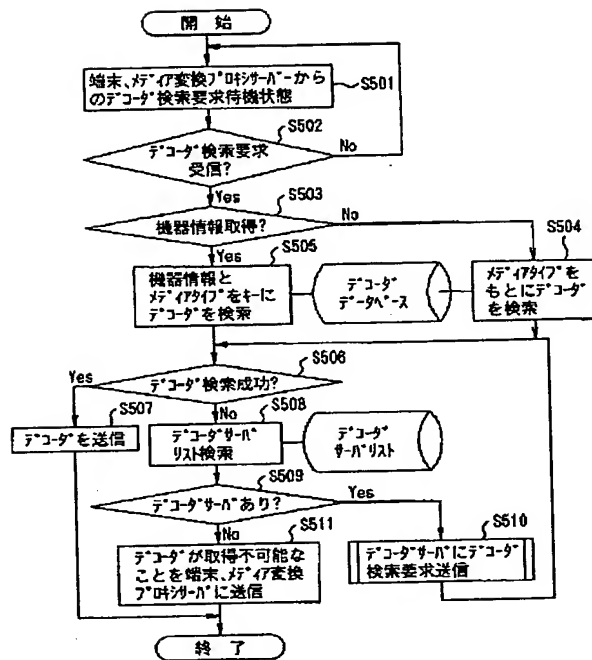 開 始
端末、メディア変換プロキシサーバーから
のデコーダ検索要求待機状態
S501
S502
デコーダ検索要求
受信?
No
Yes
S503
機器情報取得?
No
Yes
S505
S504
機器情報と
メディアタイプをキーに
デコーダを検索
デコーダ
データベース
メディアタイプを
もとにデコーダ
を検索
S506
Yes
デコーダ検索成功?
S507
No
S508
デコーダを送信
デコーダサーバ
リスト検索
デコーダ
サーバリスト
S509
デコーダサーバあり?
Yes
No
S511
S510
デコーダが取得不可能な
ことを端末、メディア変換
プロキシサーバに送信
デコーダサーバにデコーダ
検索要求送信
終 了